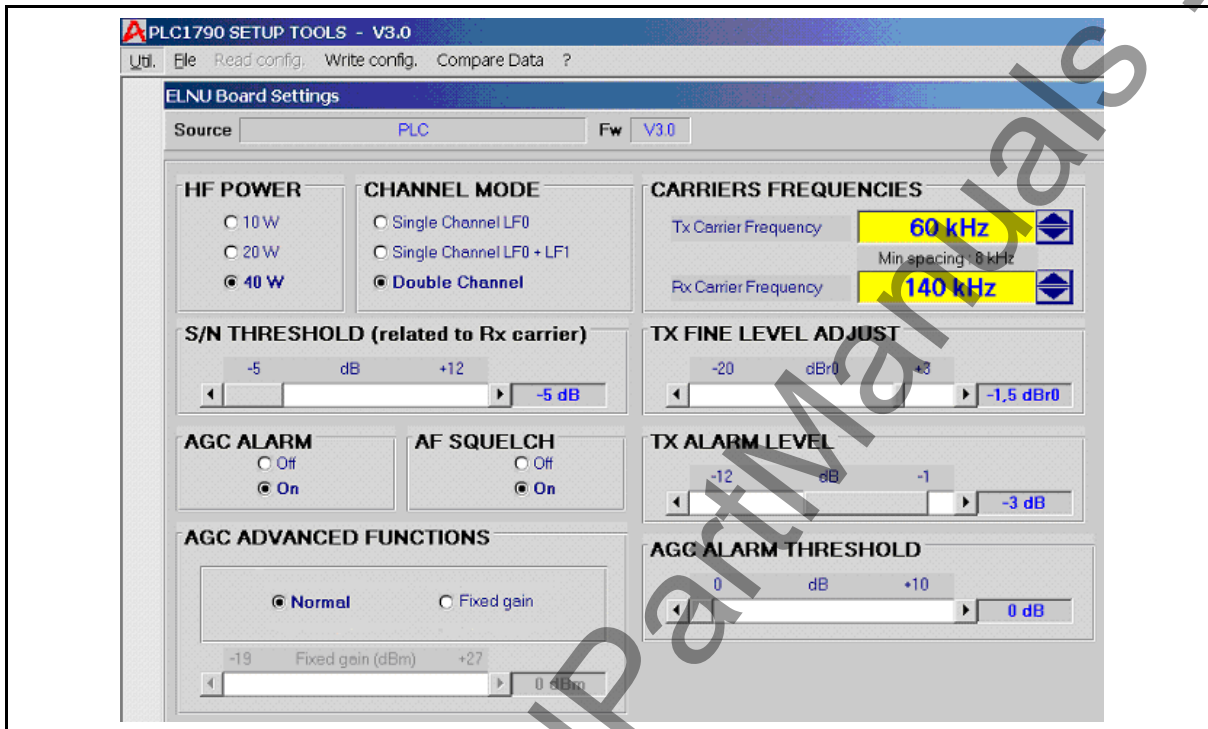 PLC1790 SETUP TOOLS - V3.0
Util. File Read config. Write config. Compare Data ?
ELNU Board Settings
Source PLC Fw V3.0
HF POWER
10 W
20 W
40 W
CHANNEL MODE
Single Channel LF0
Single Channel LF0 + LF1
Double Channel
CARRIERS FREQUENCIES
Tx Carrier Frequency 60 kHz
Min spacing : 8 kHz
Rx Carrier Frequency 140 kHz
S/N THRESHOLD (related to Rx carrier)
-5 dB +12
-5 dB
TX FINE LEVEL ADJUST
-20 dBr0 +3
-1,5 dBr0
AGC ALARM
Off
On
AF SQUELCH
Off
On
TX ALARM LEVEL
-12 dB -1
-3 dB
AGC ADVANCED FUNCTIONS
Normal Fixed gain
-19 Fixed gain (dBm) +27
0 dBm
AGC ALARM THRESHOLD
0 dB +10
0 dB
PartManuals